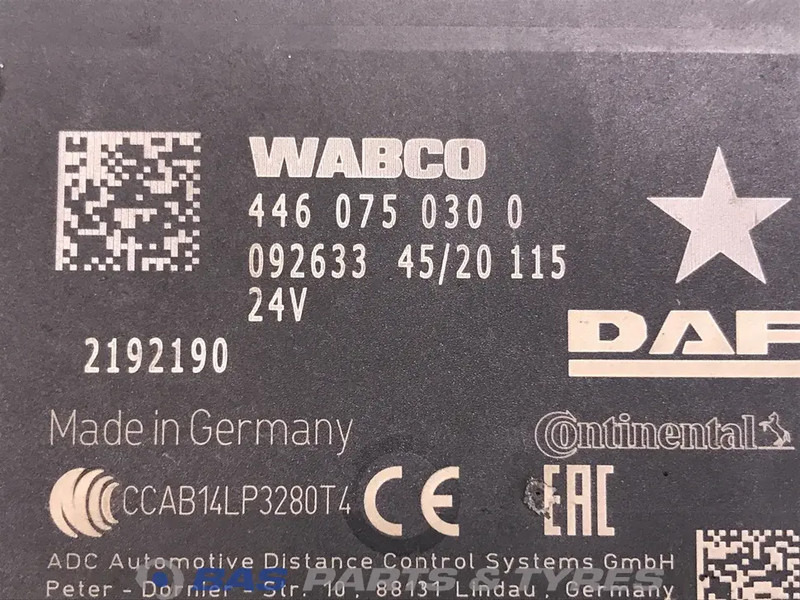 WABCO
446 075 030 0
092633 45/20 115
24V
2192190
DAF
Made in Germany
Continental
CCAB14LP3280T4 CE EAC
ADC Automotive Distance Control Systems GmbH
Peter - Dornier - Str. 10, 88131 Lindau, Germany
BAS PARTS & TYRES